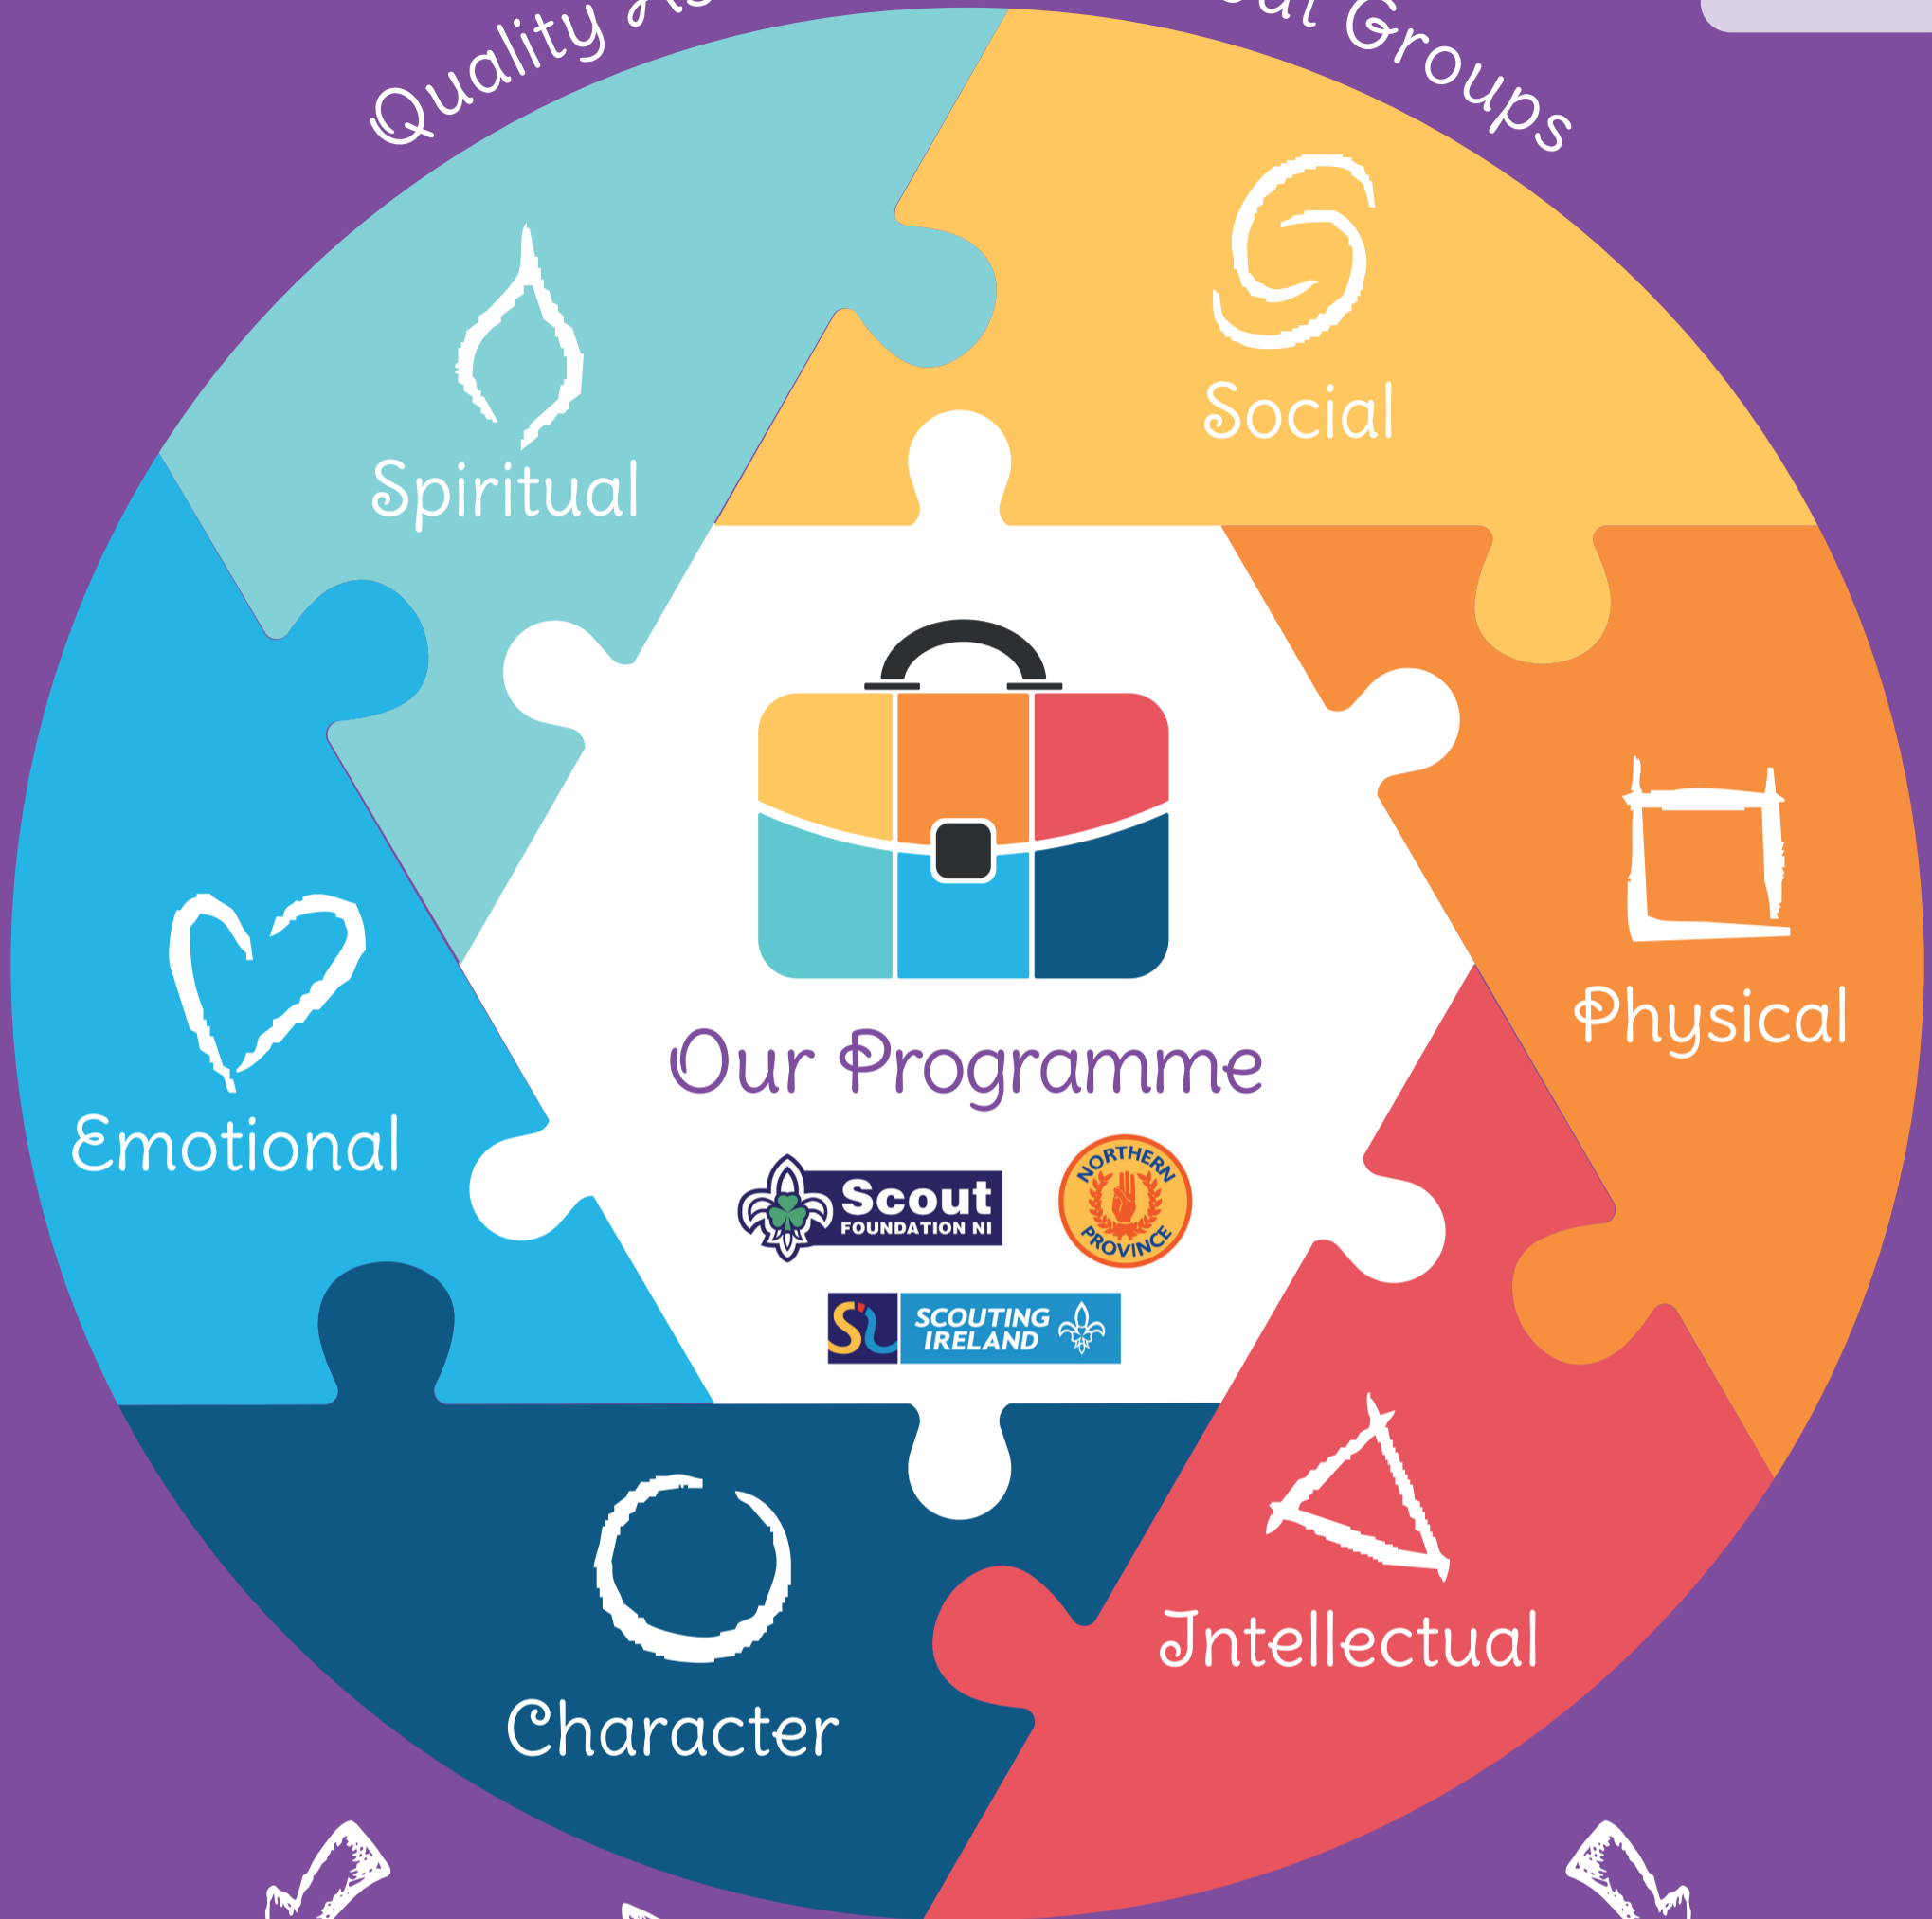 Quality
Groups
Social
Spiritual
Physical
Our Programme
Emotional
NORTHERN
PROVINCE
Scout
FOUNDATION NI
SCOUTING
IRELAND
Intellectual
Character